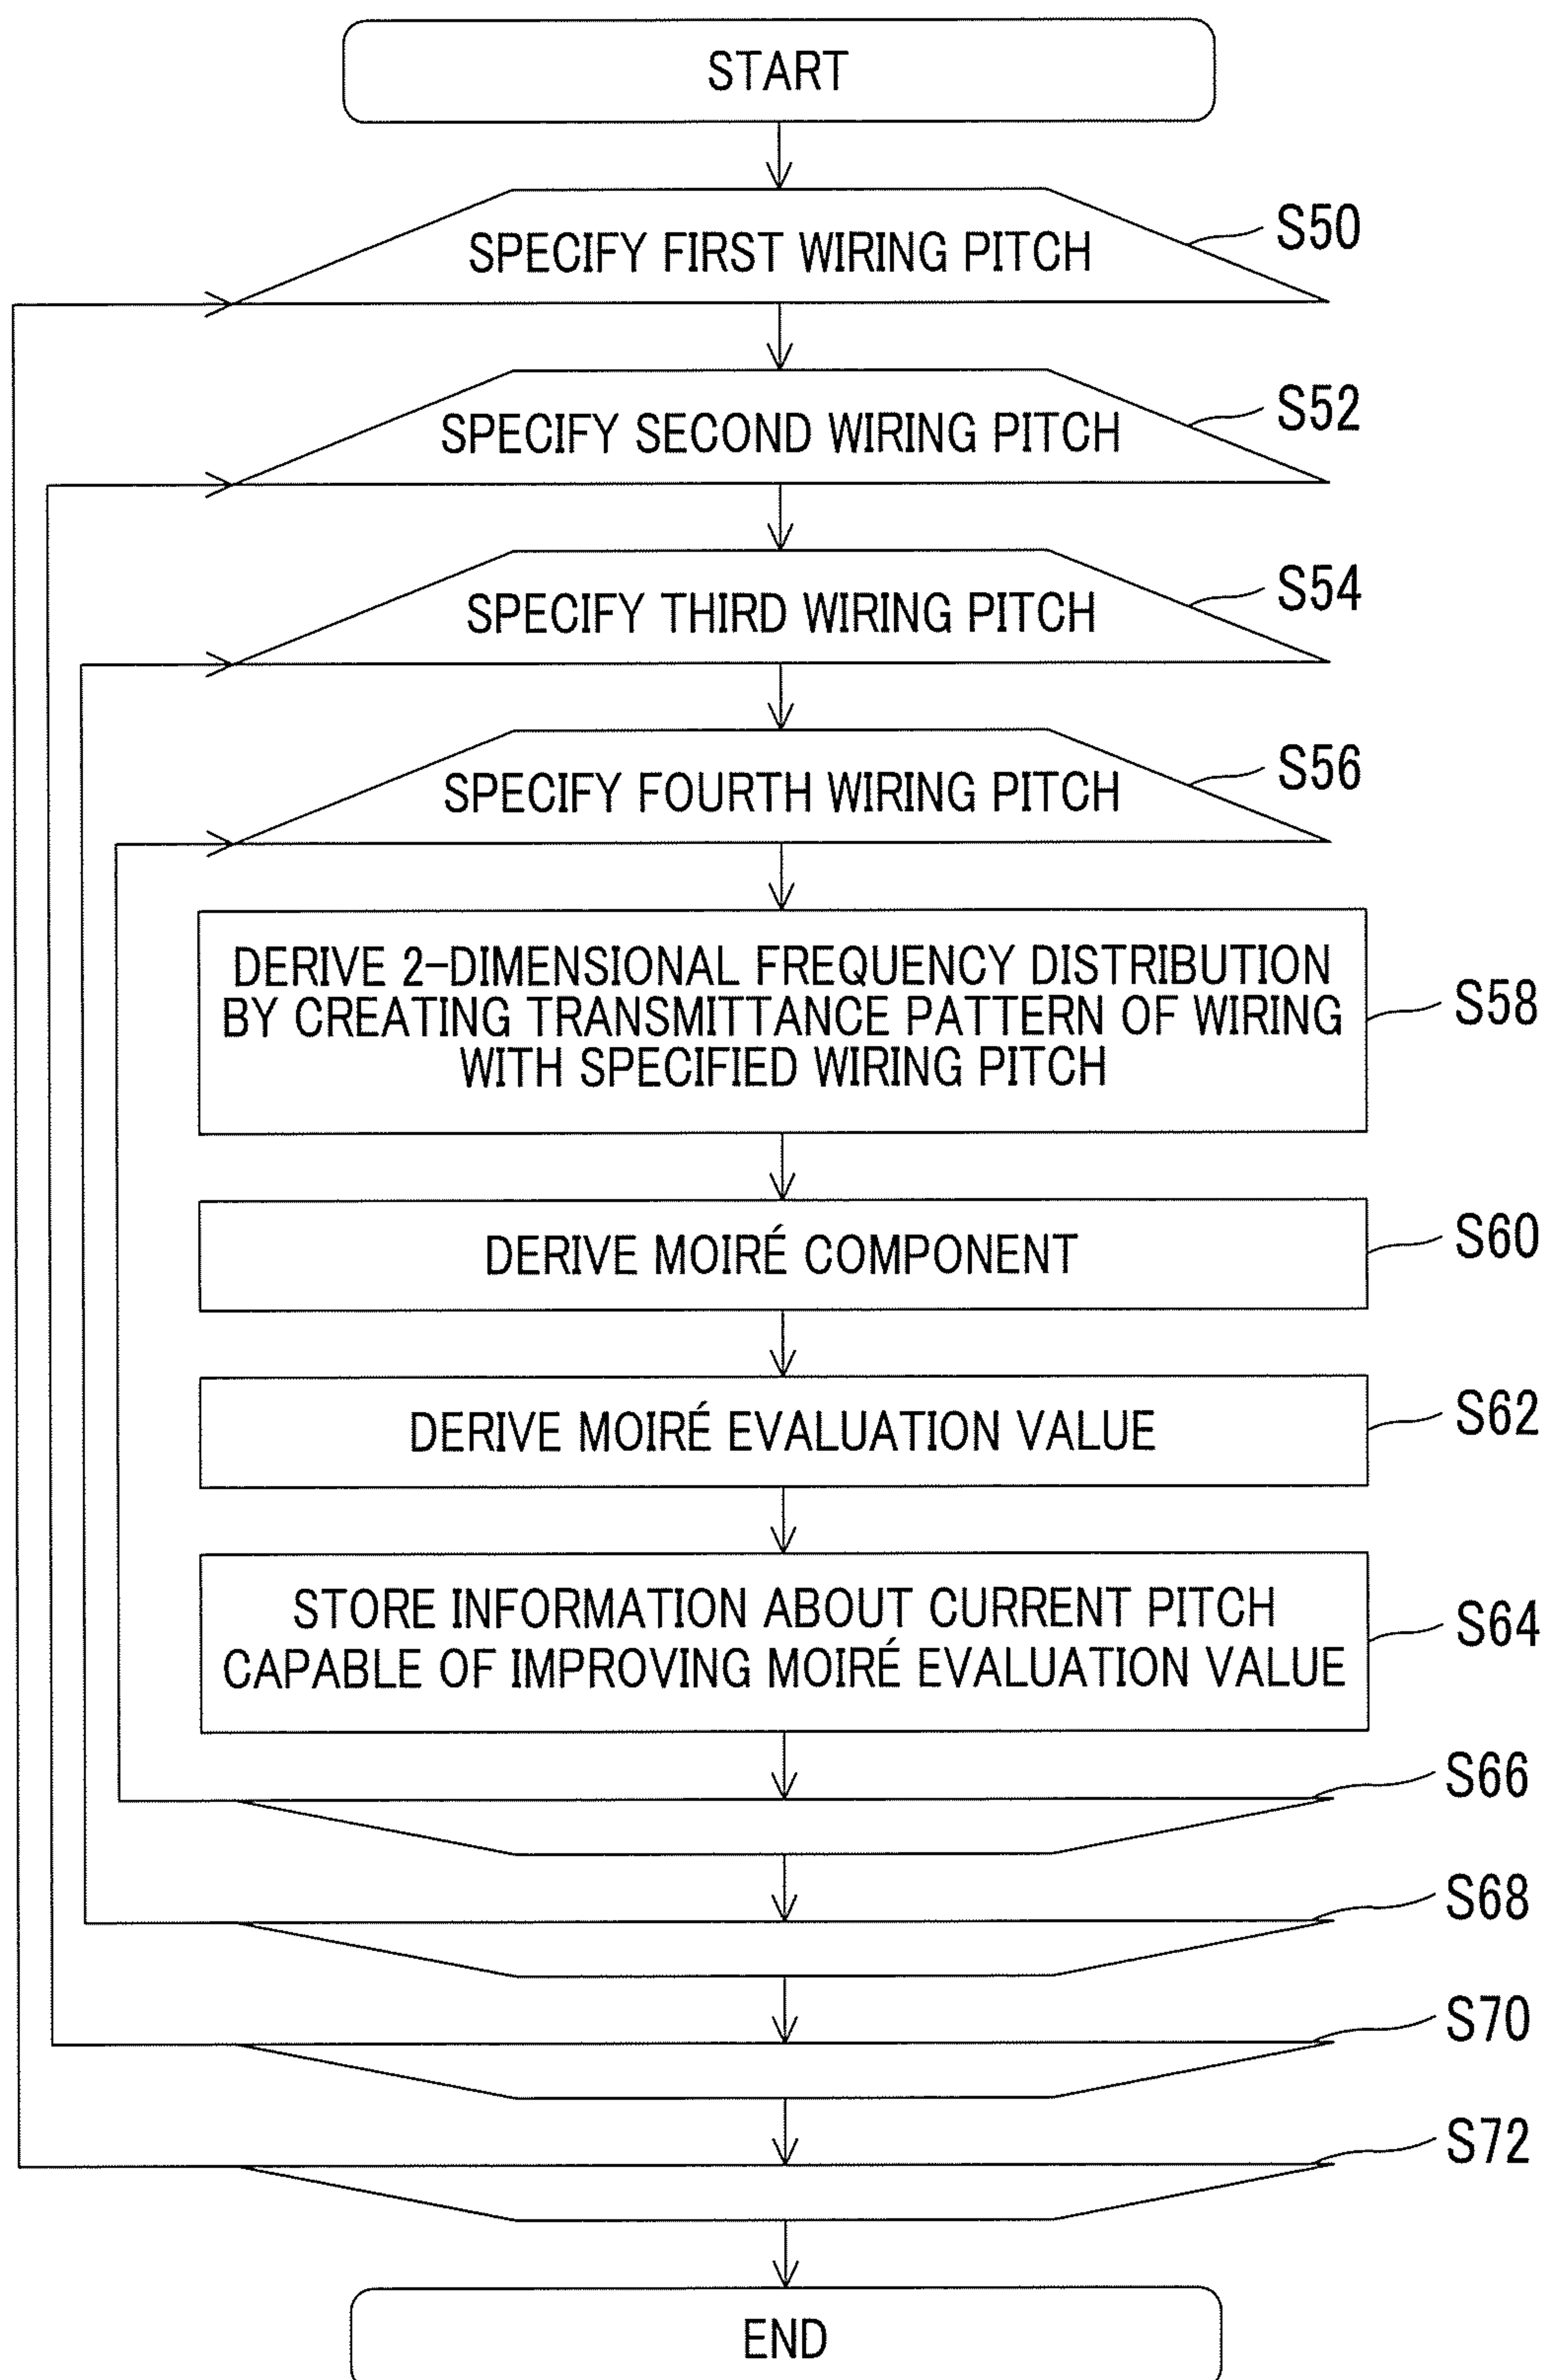 START
SPECIFY FIRST WIRING PITCH
S50
SPECIFY SECOND WIRING PITCH
S52
SPECIFY THIRD WIRING PITCH
S54
SPECIFY FOURTH WIRING PITCH
S56
DERIVE 2-DIMENSIONAL FREQUENCY DISTRIBUTION
BY CREATING TRANSMITTANCE PATTERN OF WIRING
WITH SPECIFIED WIRING PITCH
S58
DERIVE MOIRÉ COMPONENT
S60
DERIVE MOIRÉ EVALUATION VALUE
S62
STORE INFORMATION ABOUT CURRENT PITCH
CAPABLE OF IMPROVING MOIRÉ EVALUATION VALUE
S64
S66
S68
S70
S72
END